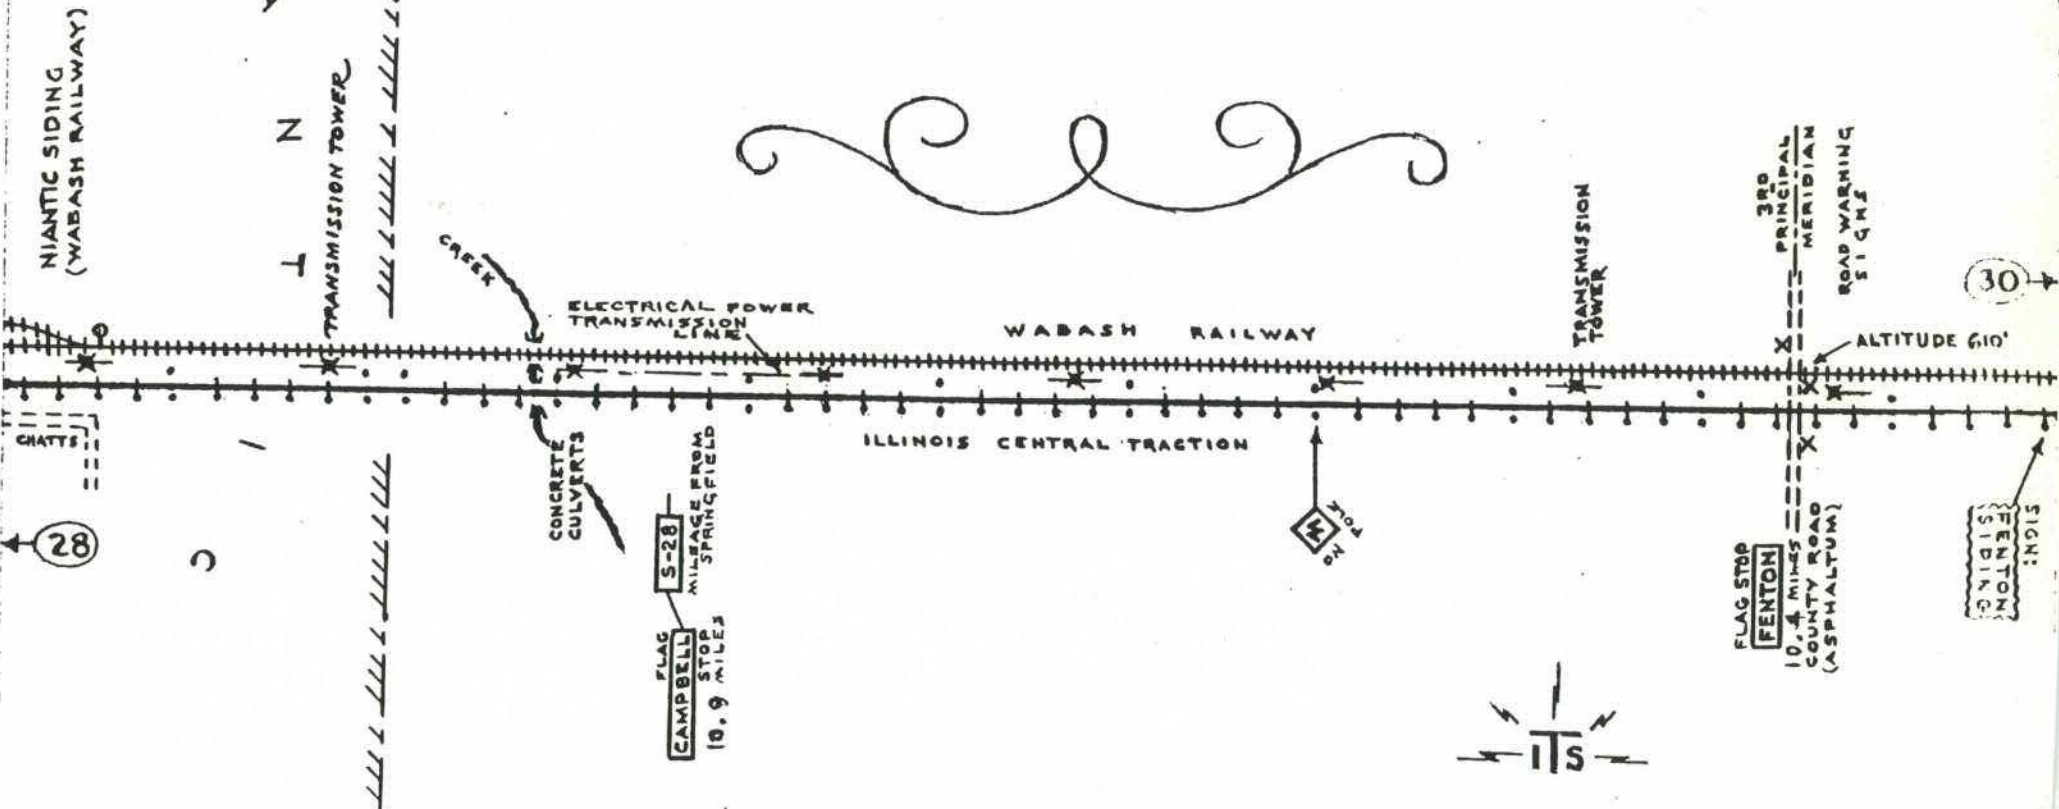 NIANTIC SIDING
(WABASH RAILWAY)
N
T
I
C
TRANSMISSION TOWER
CREEK
ELECTRICAL POWER
TRANSMISSION
LINE
WABASH RAILWAY
TRANSMISSION
TOWER
3RD
PRINCIPAL
MERIDIAN
ROAD WARNING
SIGNS
30
ALTITUDE 610'
CHATTS
28
CONCRETE
CULVERTS
S-28
MILEAGE FROM
SPRINGFIELD
FLAG
CAMPBELL
STOP
10.9 MILES
ILLINOIS CENTRAL TRACTION
W
NO
POLE
FLAG STOP
FENTON
10.4 MILES
COUNTY ROAD
(ASPHALTUM)
SIGN:
FENTON
SIDING
ITS